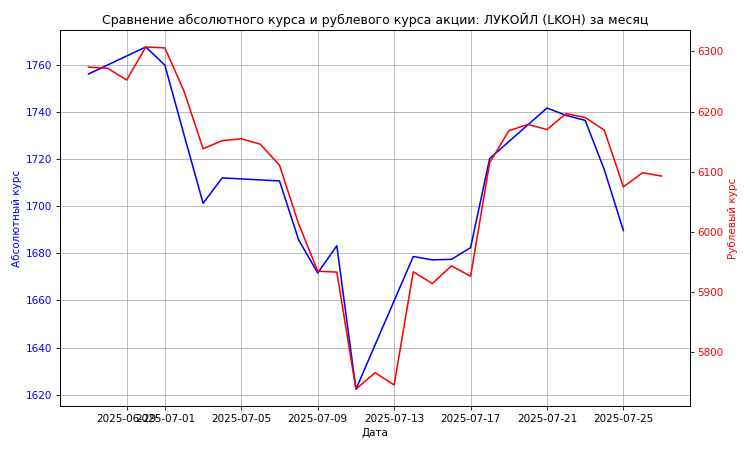 Сравнение абсолютного курса и рублевого курса акции: ЛУКОЙЛ (LKOH) за месяц
1760
1740
1720
1700
1680
1660
1640
1620
Абсолютный курс
6300
6200
6100
6000
5900
5800
Рублевый курс
2025-06-29 2025-07-01 2025-07-05 2025-07-09 2025-07-13 2025-07-17 2025-07-21 2025-07-25
Дата